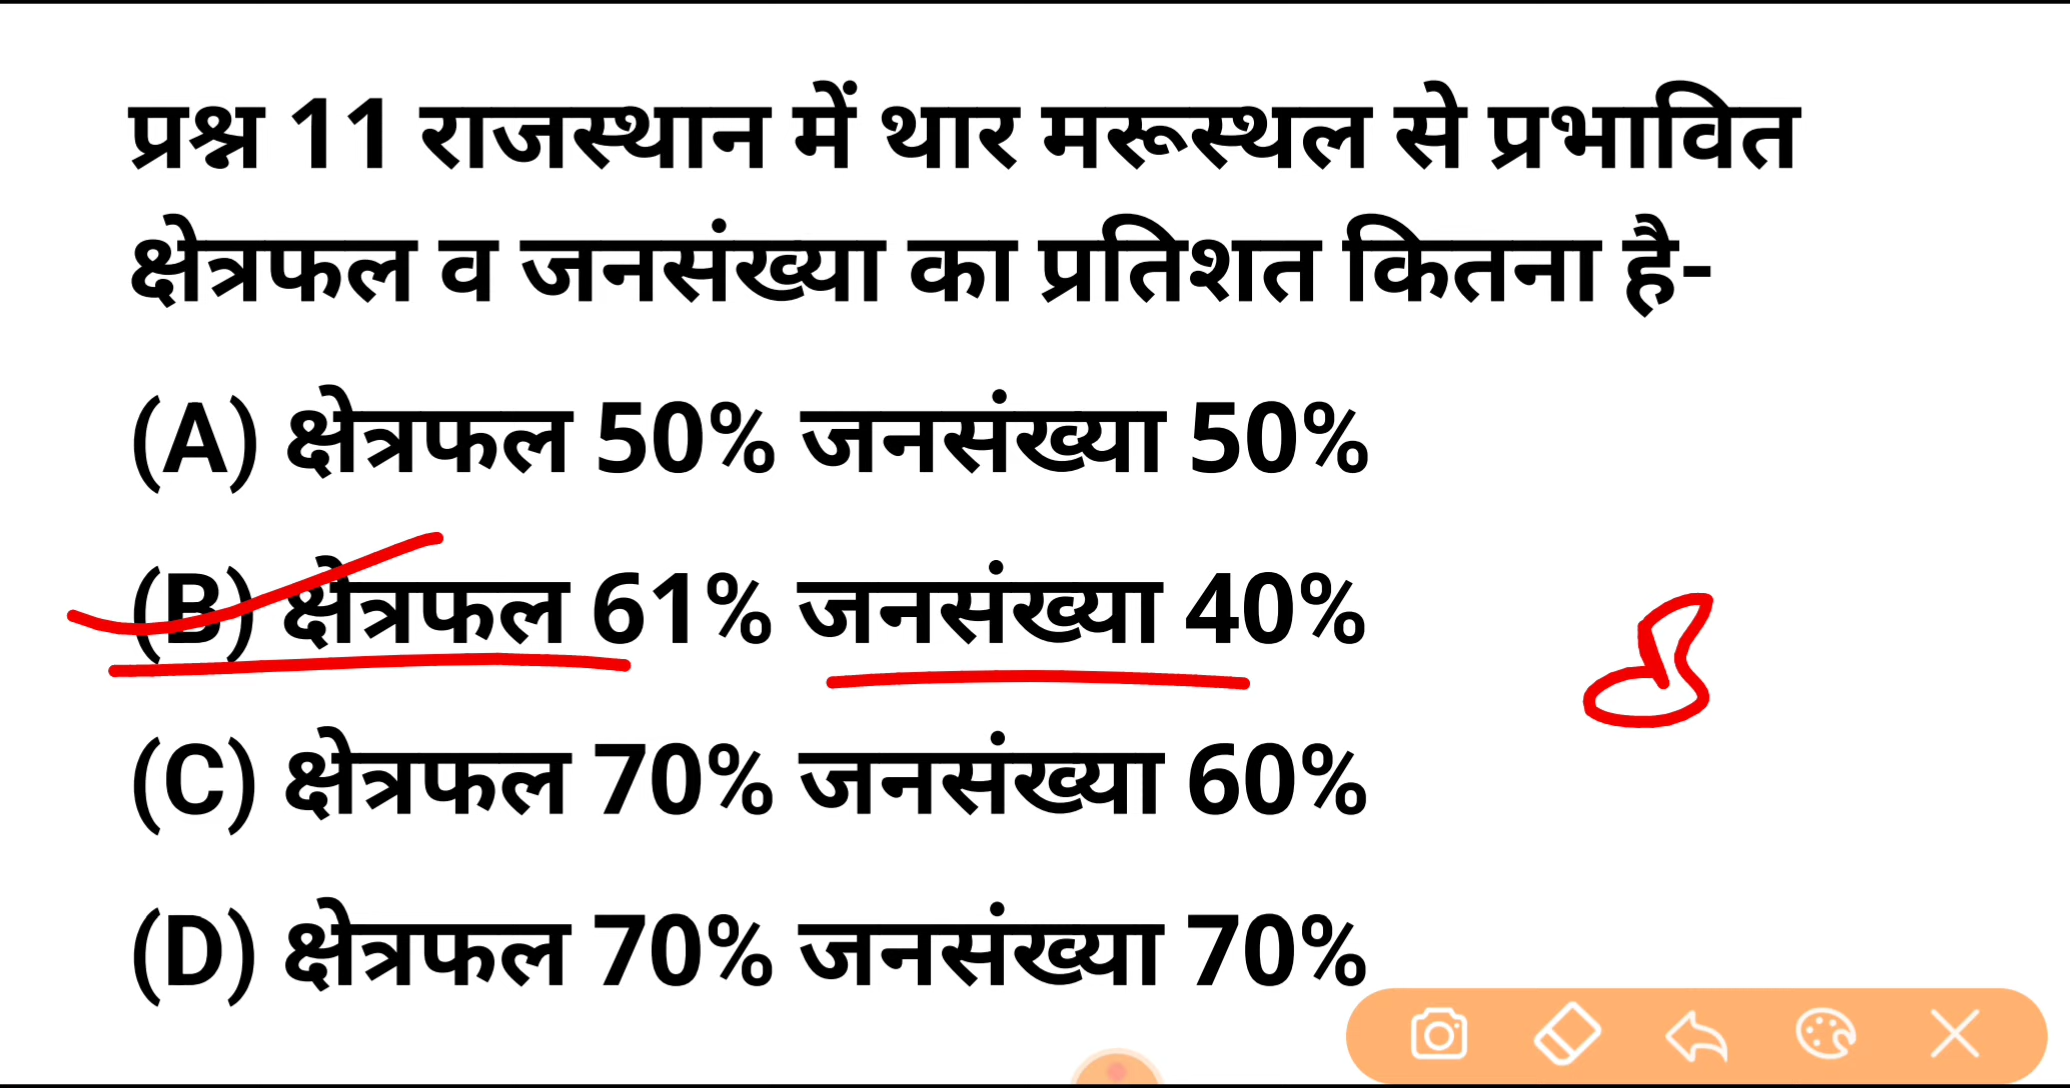 प्रश्न 11 राजस्थान में थार मरूस्थल से प्रभावित
क्षेत्रफल व जनसंख्या का प्रतिशत कितना है-
(A) क्षेत्रफल 50% जनसंख्या 50%
(B) क्षेत्रफल 61% जनसंख्या 40%
(C) क्षेत्रफल 70% जनसंख्या 60%
(D) क्षेत्रफल 70% जनसंख्या 70%